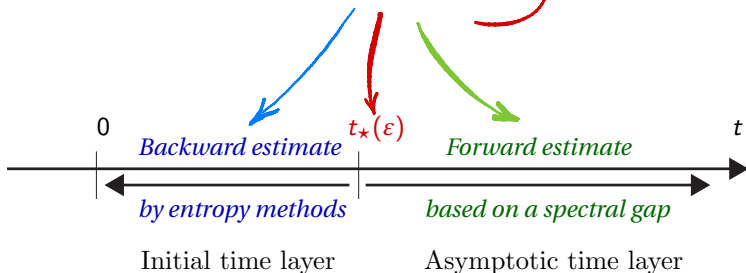 0 t⋆(ε) t
Backward estimate Forward estimate
by entropy methods based on a spectral gap
Initial time layer Asymptotic time layer